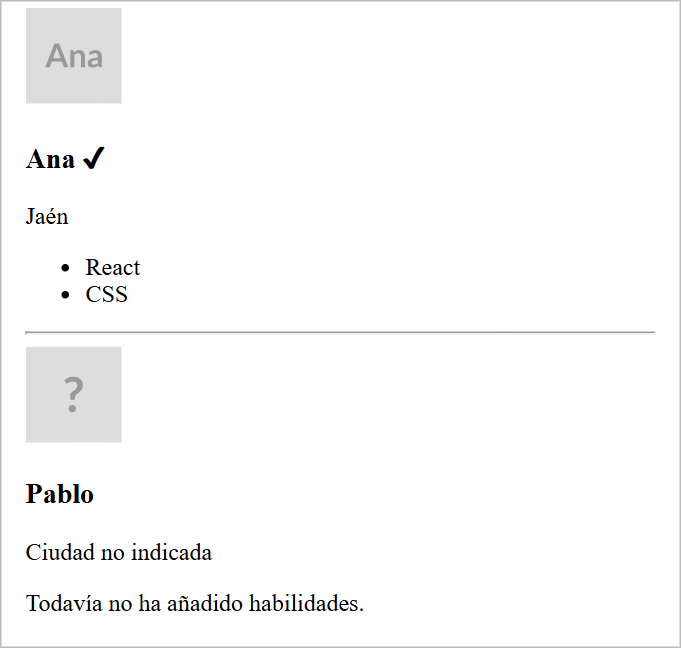 Ana
Ana ✔
Jaén
• React
• CSS
?
Pablo
Ciudad no indicada
Todavía no ha añadido habilidades.